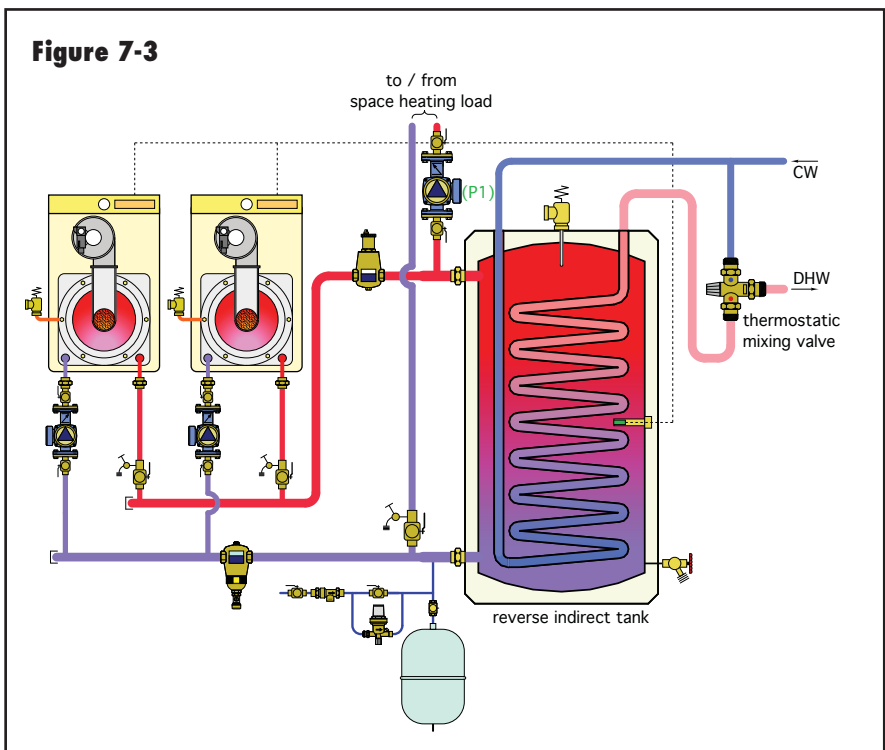 Figure 7-3
to / from
space heating load
(P1)
CW
DHW
thermostatic
mixing valve
reverse indirect tank